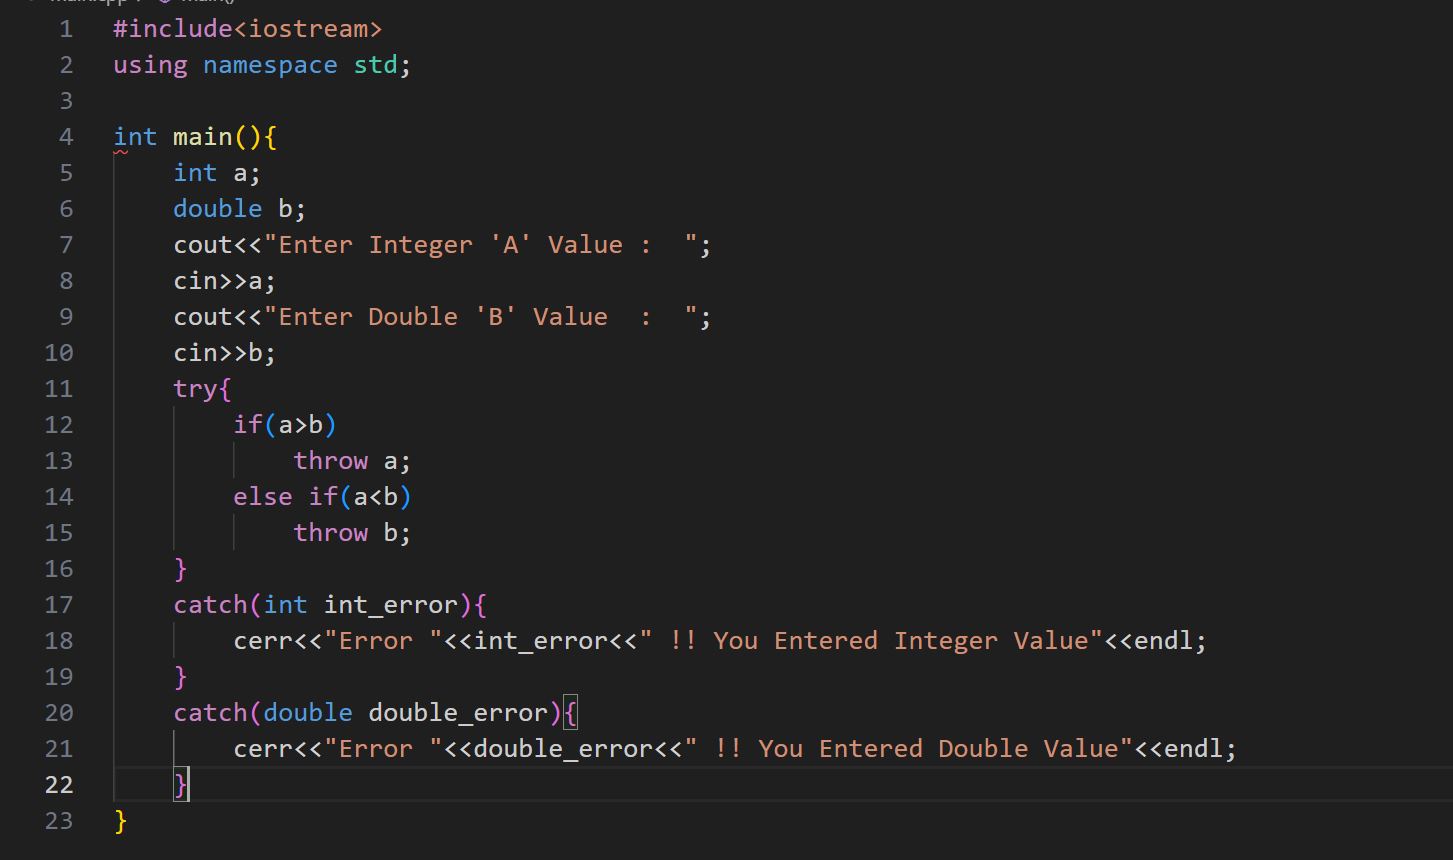 1 #include<iostream>
2 using namespace std;
3
4 int main(){
5     int a;
6     double b;
7     cout<<"Enter Integer 'A' Value :  ";
8     cin>>a;
9     cout<<"Enter Double 'B' Value  :  ";
10     cin>>b;
11     try{
12         if(a>b)
13             throw a;
14         else if(a<b)
15             throw b;
16     }
17     catch(int int_error){
18         cerr<<"Error "<<int_error<<" !! You Entered Integer Value"<<endl;
19     }
20     catch(double double_error){
21         cerr<<"Error "<<double_error<<" !! You Entered Double Value"<<endl;
22     }
23 }